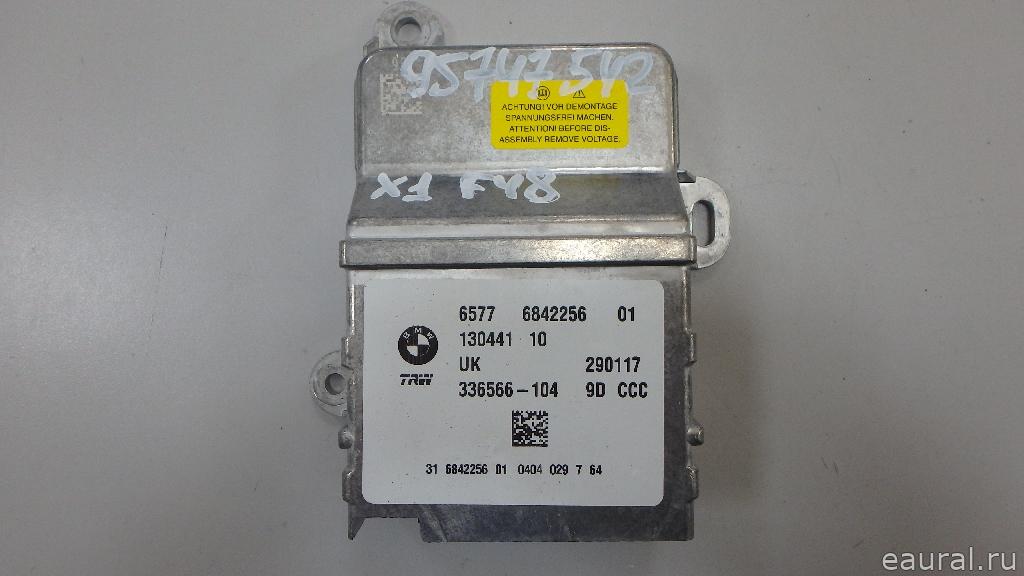 95747542
ACHTUNG! VOR DEMONTAGE
SPANNUNGSFREI MACHEN.
ATTENTION! BEFORE DIS-
ASSEMBLY REMOVE VOLTAGE.
X1 F48
6577 6842256 01
BMW
130441 10
UK 290117
TRW
336566-104 9D CCC
31 6842256 01 0404 029 7 64
eaural.ru